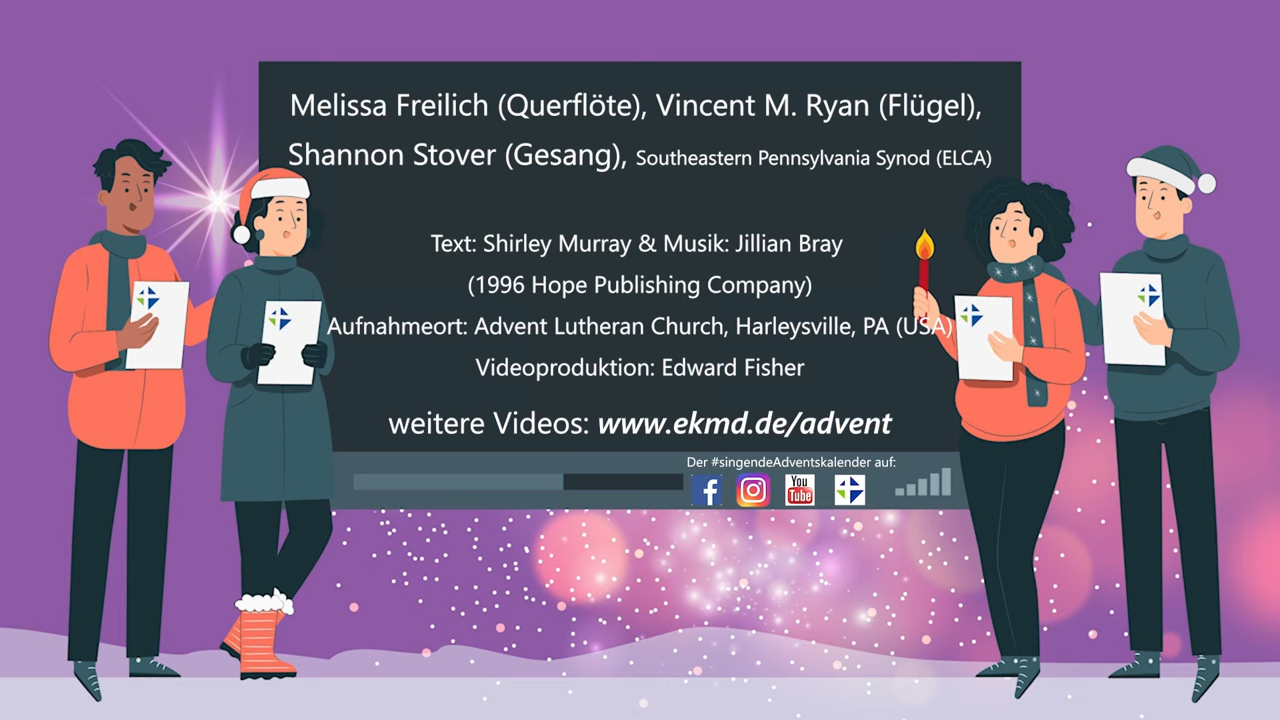 Melissa Freilich (Querflöte), Vincent M. Ryan (Flügel),
Shannon Stover (Gesang), Southeastern Pennsylvania Synod (ELCA)
Text: Shirley Murray & Musik: Jillian Bray
(1996 Hope Publishing Company)
Aufnahmeort: Advent Lutheran Church, Harleysville, PA (USA)
Videoproduktion: Edward Fisher
weitere Videos: www.ekmd.de/advent
Der #singendeAdventskalender auf:
You Tube